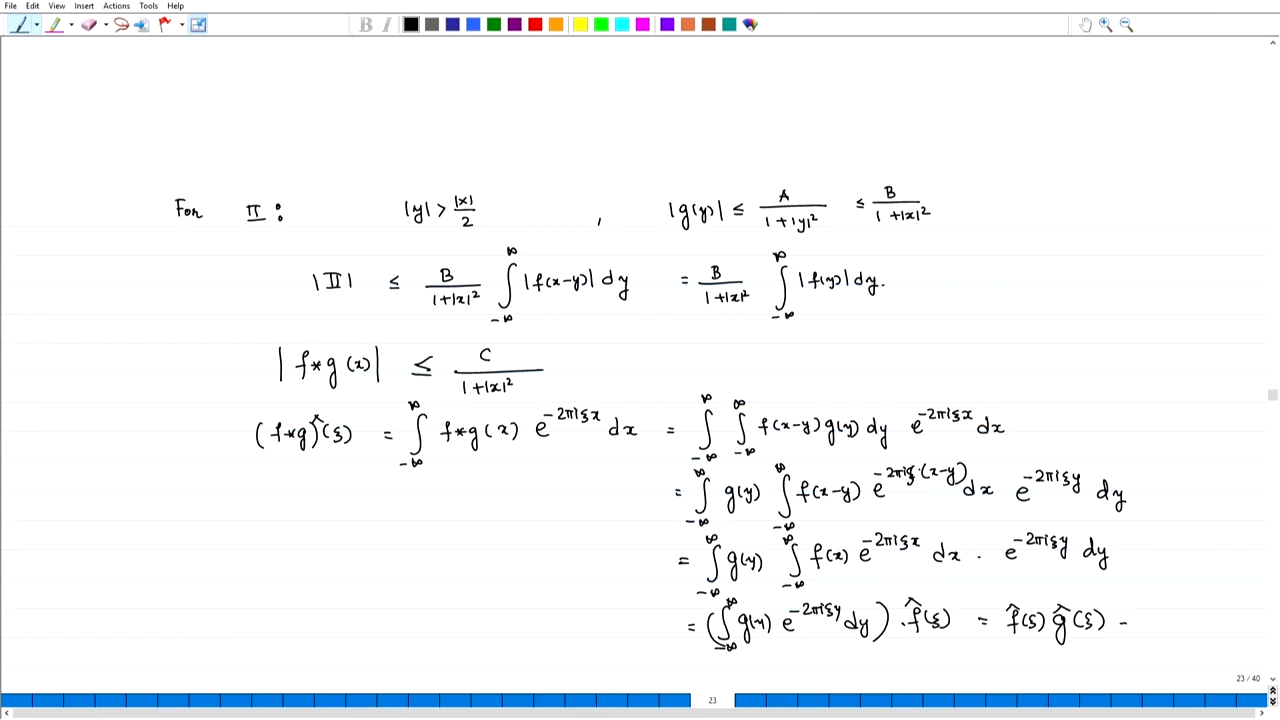 File Edit View Insert Actions Tools Help
B I
For II : |y| > |x|/2 , |g(y)| ≤ A/(1+|y|²) ≤ B/(1+|x|²)
|II| ≤ B/(1+|x|²) ∫_{-∞}^{∞} |f(x-y)| dy = B/(1+|x|²) ∫_{-∞}^{∞} |f(y)| dy.
|f*g(x)| ≤ C/(1+|x|²)
(f*g)^(ξ) = ∫_{-∞}^{∞} f*g(x) e^{-2πiξx} dx = ∫_{-∞}^{∞} ∫_{-∞}^{∞} f(x-y) g(y) dy e^{-2πiξx} dx
= ∫_{-∞}^{∞} g(y) ∫_{-∞}^{∞} f(x-y) e^{-2πiξ·(x-y)} dx e^{-2πiξy} dy
= ∫_{-∞}^{∞} g(y) ∫_{-∞}^{∞} f(x) e^{-2πiξx} dx . e^{-2πiξy} dy
= (∫_{-∞}^{∞} g(y) e^{-2πiξy} dy) . f̂(ξ) = f̂(ξ) ĝ(ξ) -
23 / 40
23